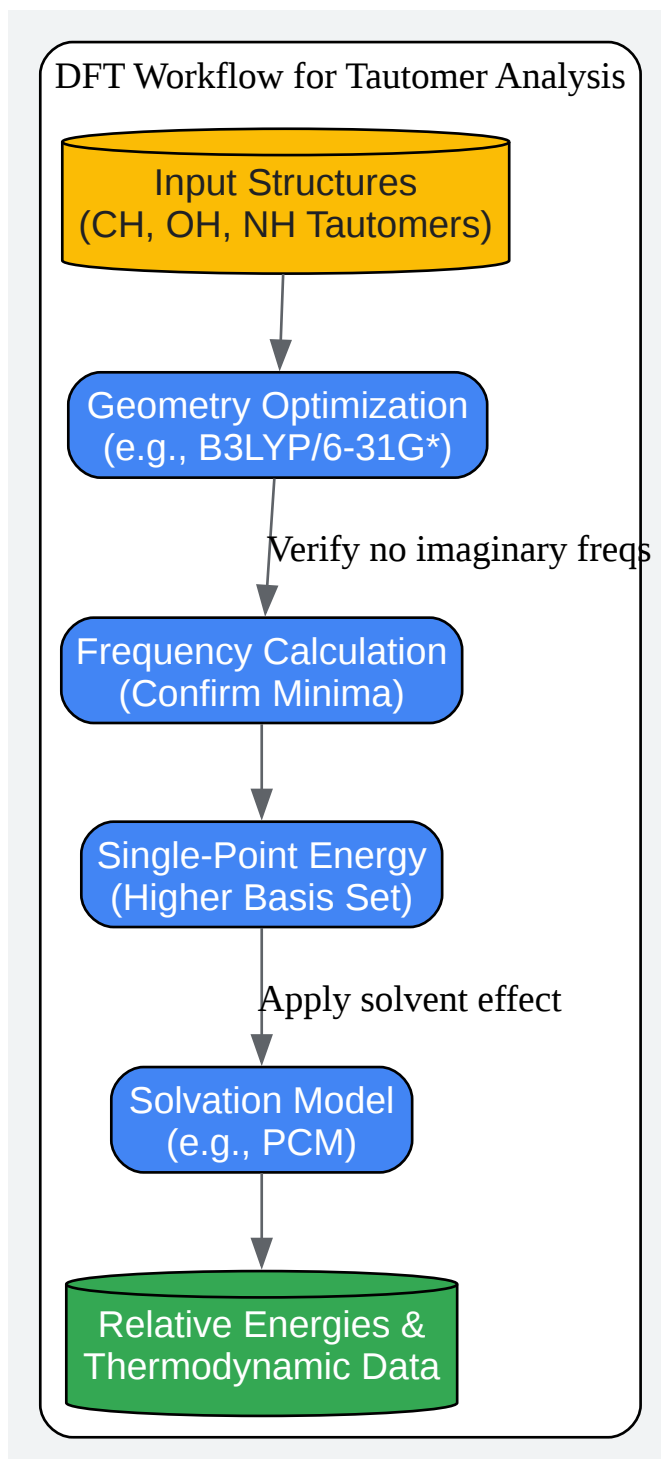 DFT Workflow for Tautomer Analysis
Input Structures
(CH, OH, NH Tautomers)
Geometry Optimization
(e.g., B3LYP/6-31G*)
Verify no imaginary freqs
Frequency Calculation
(Confirm Minima)
Single-Point Energy
(Higher Basis Set)
Apply solvent effect
Solvation Model
(e.g., PCM)
Relative Energies &
Thermodynamic Data